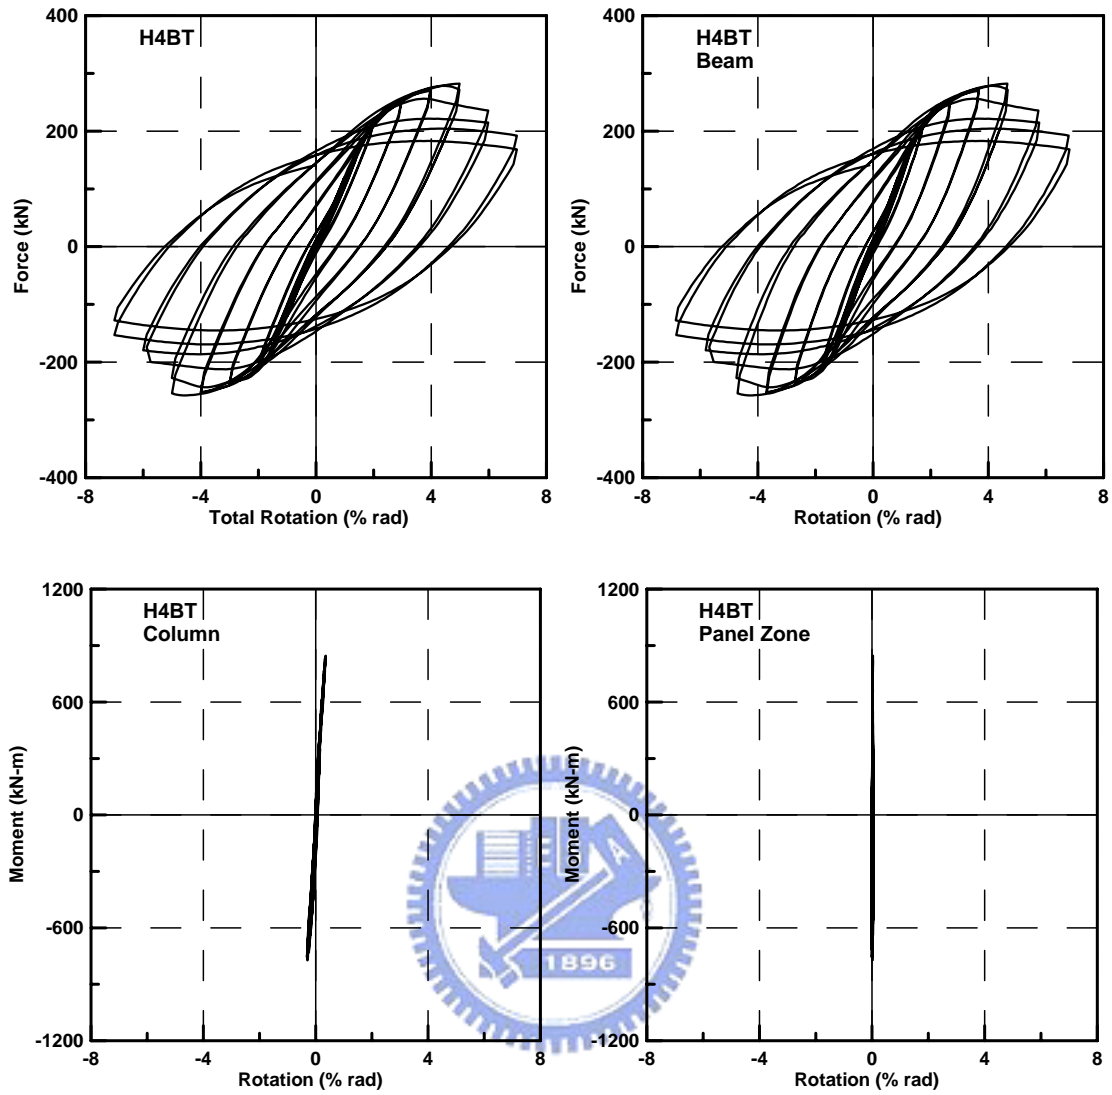 400
200
0
-200
-400
-8
-4
0
4
8
Force (kN)
Total Rotation (% rad)
H4BT
400
200
0
-200
-400
-8
-4
0
4
8
Force (kN)
Rotation (% rad)
H4BT
Beam
1200
600
0
-600
-1200
-8
-4
0
4
8
Moment (kN-m)
Rotation (% rad)
H4BT
Column
1200
600
0
-600
-1200
-8
-4
0
4
8
Moment (kN-m)
Rotation (% rad)
H4BT
Panel Zone
A
1896